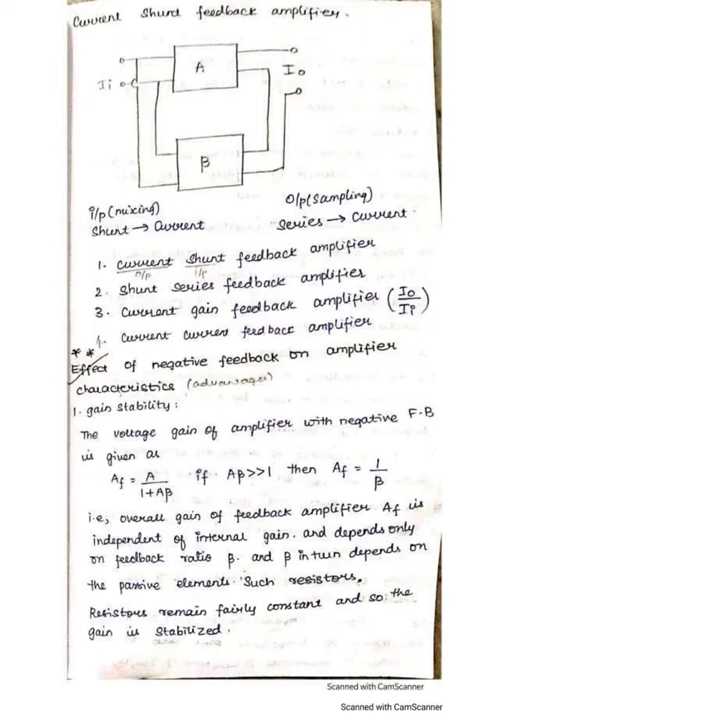 Current Shunt feedback amplifier.
A
Ii
Io
β
i/p (mixing)
Shunt → Current
O/p (sampling)
Series → Current.
1. Current Shunt feedback amplifier
o/p i/p
2. Shunt series feedback amplifier
3. Current gain feedback amplifier (Io/Ii)
4. Current current feedback amplifier
* *
Effect of negative feedback on amplifier
characteristics (advantages)
1. gain stability:
The voltage gain of amplifier with negative F.B
is given as
Af = A/1+Aβ if Aβ>>1 then Af = 1/β
i.e, overall gain of feedback amplifier Af is
independent of internal gain. and depends only
on feedback ratio β. and β in turn depends on
the passive elements. Such resistors.
Resistors remain fairly constant and so the
gain is stabilized.
Scanned with CamScanner
Scanned with CamScanner